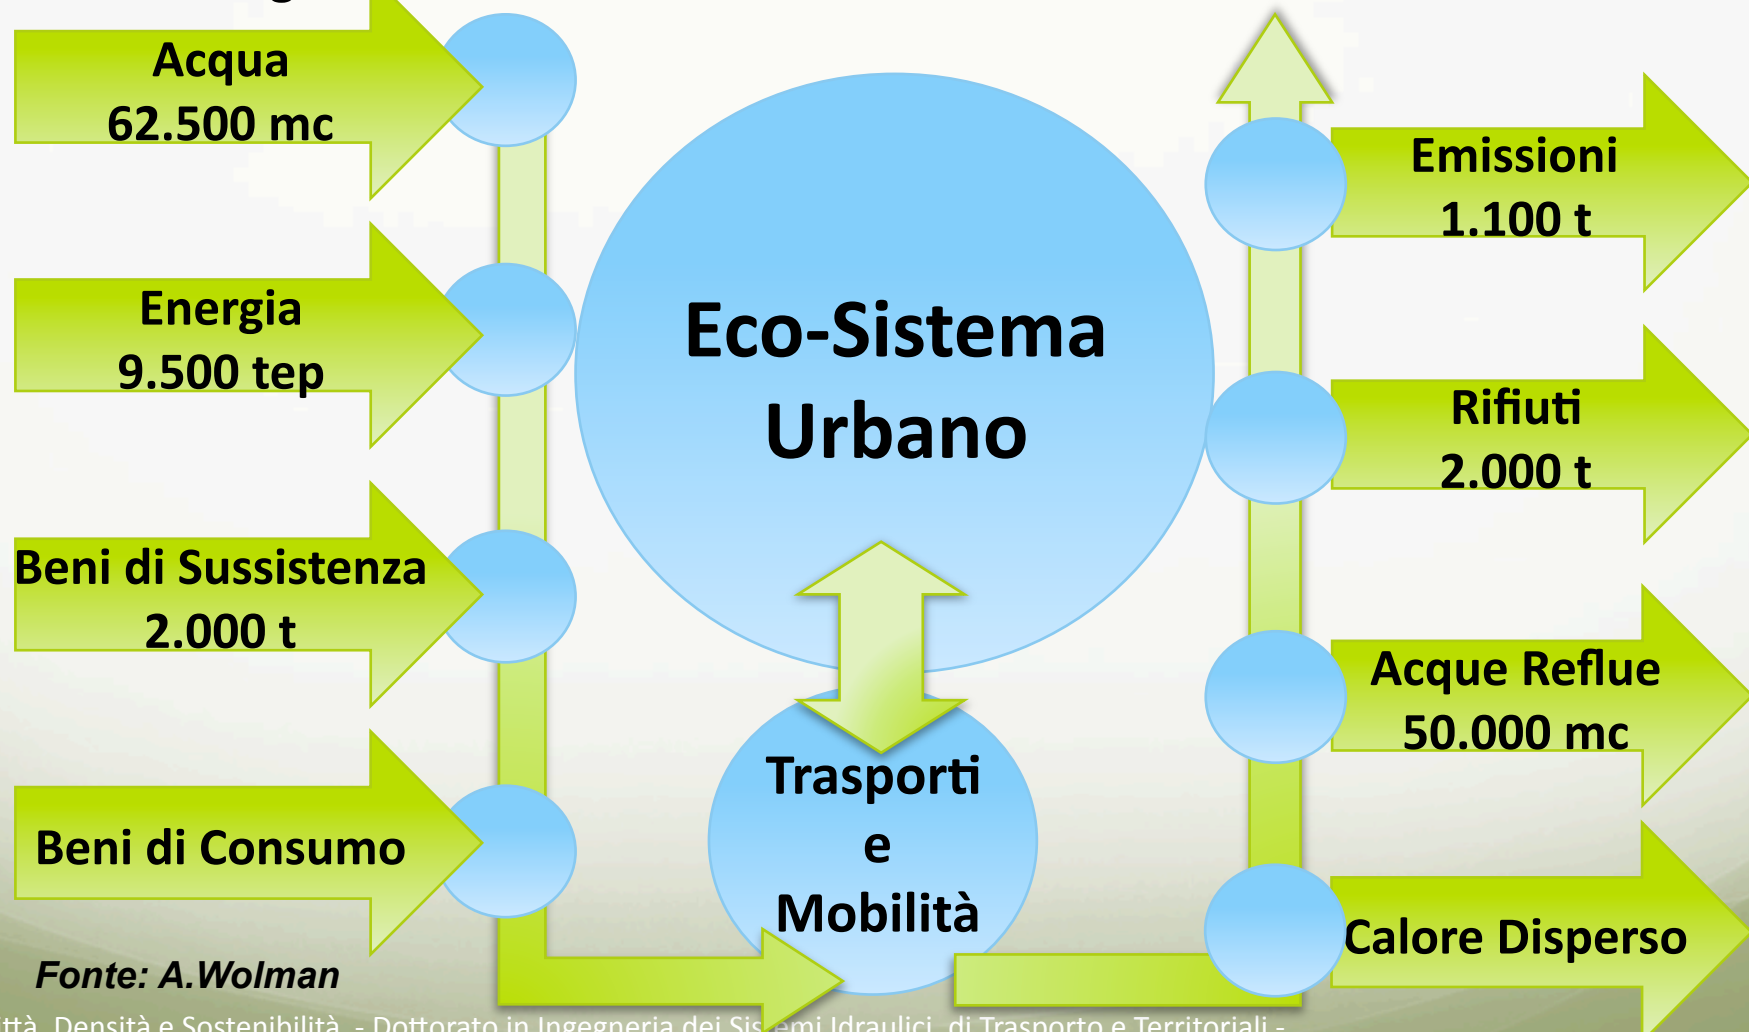 Acqua
62.500 mc
Energia
9.500 tep
Beni di Sussistenza
2.000 t
Beni di Consumo
Eco-Sistema
Urbano
Trasporti
e
Mobilità
Emissioni
1.100 t
Rifiuti
2.000 t
Acque Reflue
50.000 mc
Calore Disperso
Fonte: A.Wolman
Densità e Sostenibilità - Dottorato in Ingegneria dei Sistemi Idraulici, di Trasporto e Territoriali -